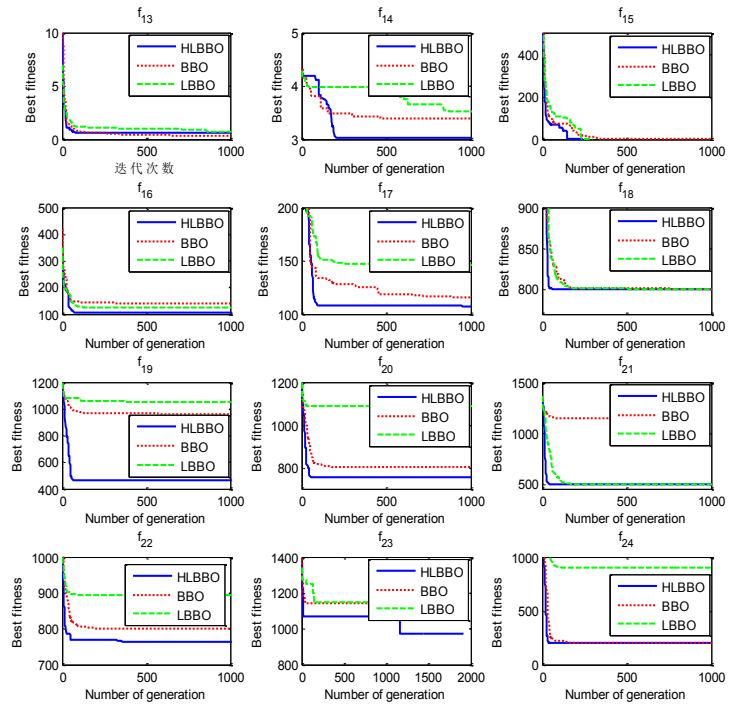 f13
10
5
0
Best fitness
HLBBO
BBO
LBBO
0 500 1000
迭代次数
f14
5
4
3
Best fitness
HLBBO
BBO
LBBO
0 500 1000
Number of generation
f15
400
200
0
Best fitness
HLBBO
BBO
LBBO
0 500 1000
Number of generation
f16
500
400
300
200
100
Best fitness
HLBBO
BBO
LBBO
0 500 1000
Number of generation
f17
200
150
100
Best fitness
HLBBO
BBO
LBBO
0 500 1000
Number of generation
f18
900
800
Best fitness
HLBBO
BBO
LBBO
0 500 1000
Number of generation
f19
1200
1000
800
600
400
Best fitness
HLBBO
BBO
LBBO
0 500 1000
Number of generation
f20
1200
1000
800
Best fitness
HLBBO
BBO
LBBO
0 500 1000
Number of generation
f21
1500
1000
500
Best fitness
HLBBO
BBO
LBBO
0 500 1000
Number of generation
f22
1000
900
800
700
Best fitness
HLBBO
BBO
LBBO
0 500 1000
Number of generation
f23
1400
1200
1000
800
Best fitness
HLBBO
BBO
LBBO
0 500 1000 1500 2000
Number of generation
f24
1000
500
0
Best fitness
HLBBO
BBO
LBBO
0 500 1000
Number of generation